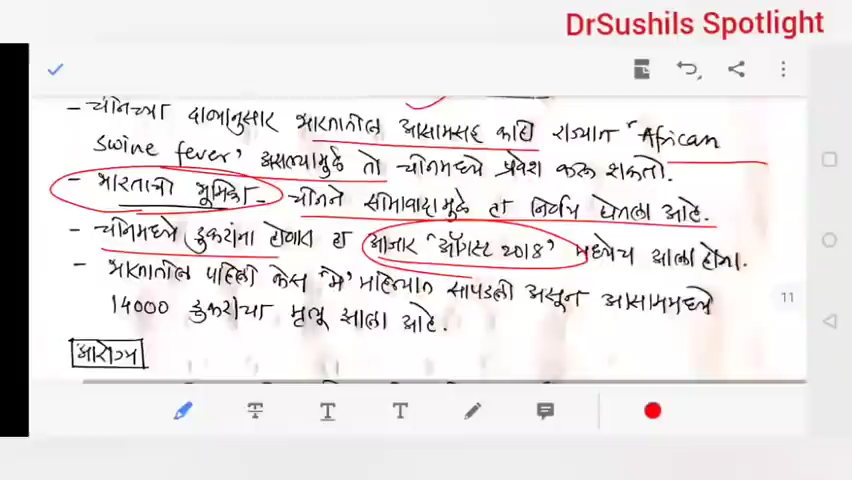 DrSushils Spotlight
- चीनच्या दाव्यानुसार भारतातील आसामसह काही राज्यात 'African
swine fever' असल्यामुळे तो चीनमध्ये प्रवेश करू शकतो.
- भारताची भूमिका - चीनने सीमावादामुळे हा निर्णय घेतला आहे.
- चीनमध्ये डुकरांना होणारा हा आजार 'ऑगस्ट 2018' मध्येच आला होता.
- भारतातील पहिली केस 'मे' महिन्यात सापडली असून आसाममध्ये
14000 डुकरांचा मृत्यू झाला आहे.
11
आरोग्य